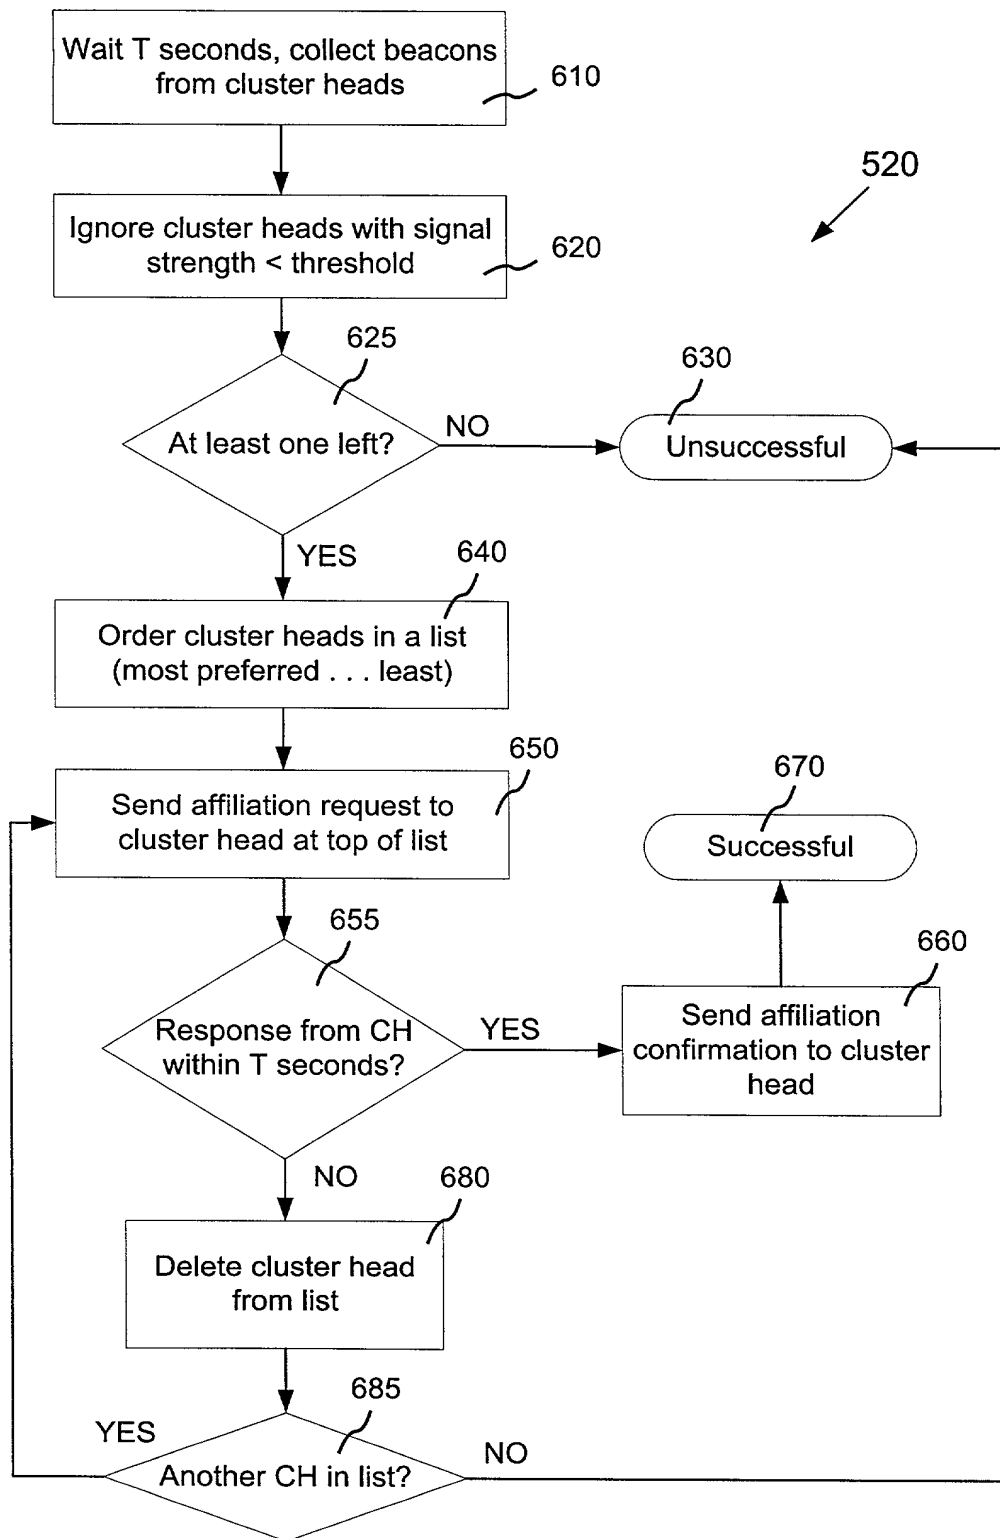 Wait T seconds, collect beacons
from cluster heads
610
520
Ignore cluster heads with signal
strength < threshold
620
625
At least one left?
NO
630
Unsuccessful
YES
640
Order cluster heads in a list
(most preferred . . . least)
650
Send affiliation request to
cluster head at top of list
670
Successful
655
Response from CH
within T seconds?
YES
660
Send affiliation
confirmation to cluster
head
NO
680
Delete cluster head
from list
685
YES
Another CH in list?
NO